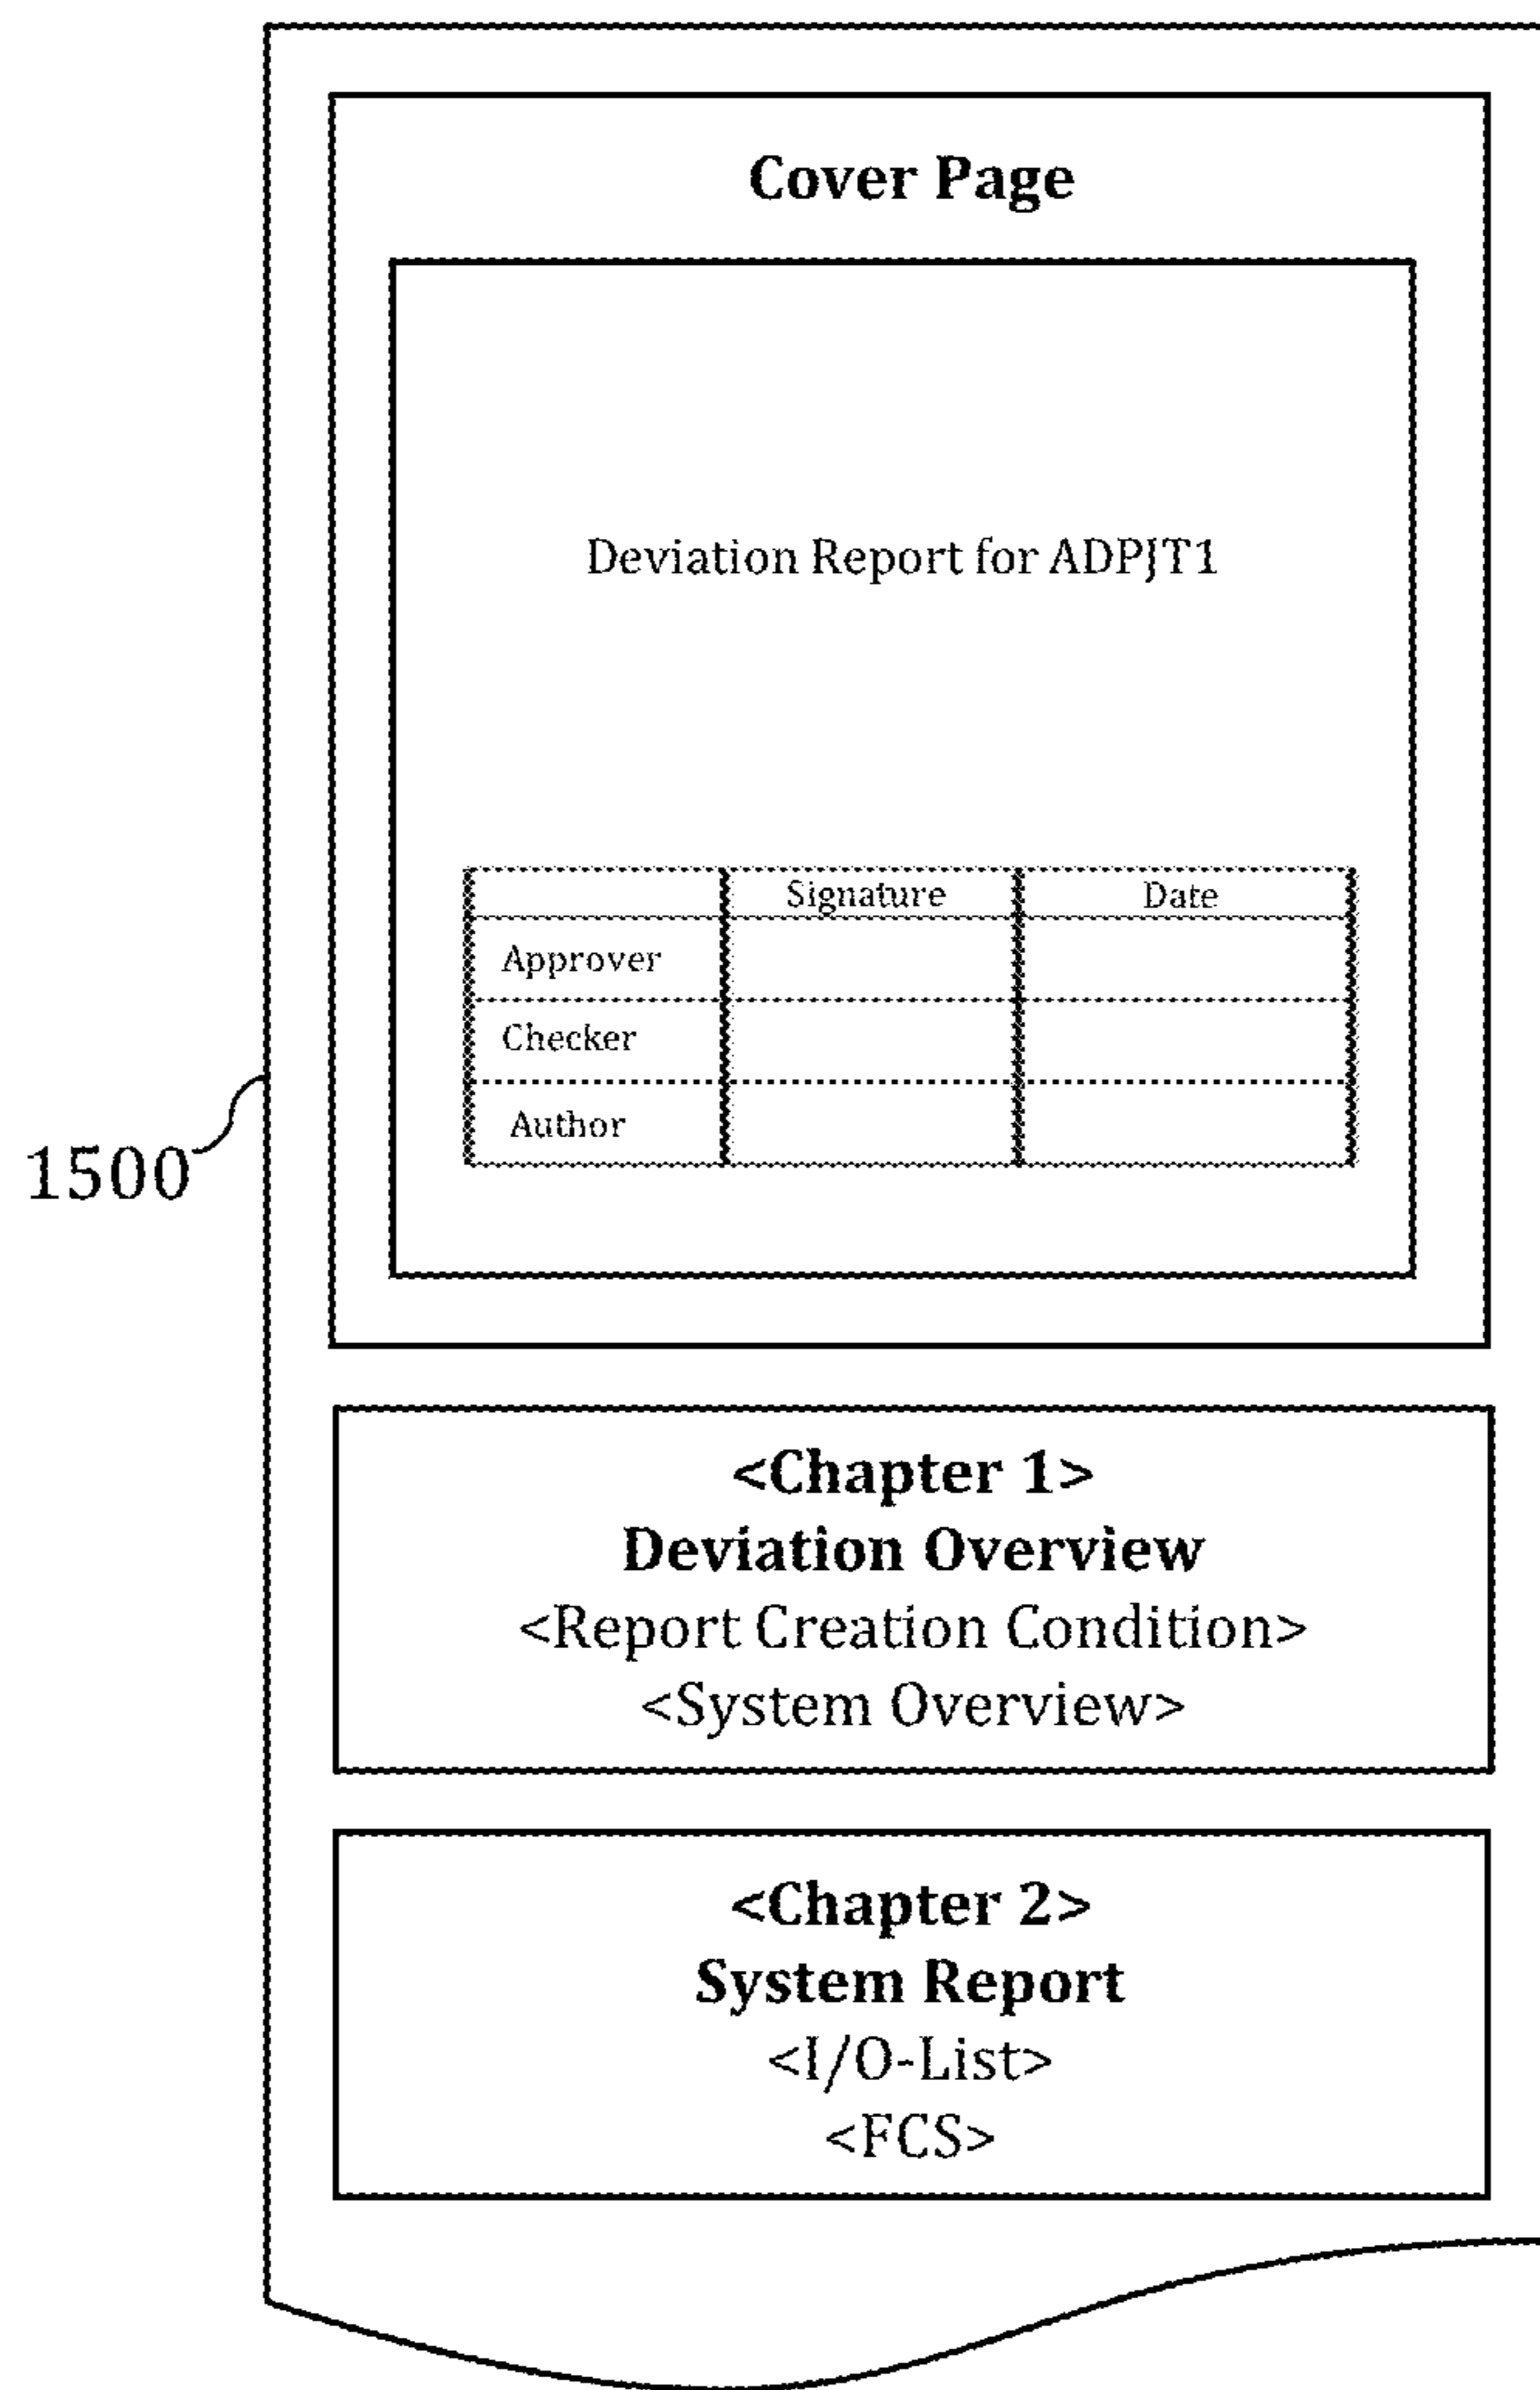 Cover Page
Deviation Report for ADPJT1
Signature Date
Approver
Checker
Author
1500
<Chapter 1>
Deviation Overview
<Report Creation Condition>
<System Overview>
<Chapter 2>
System Report
<I/O-List>
<FCS>